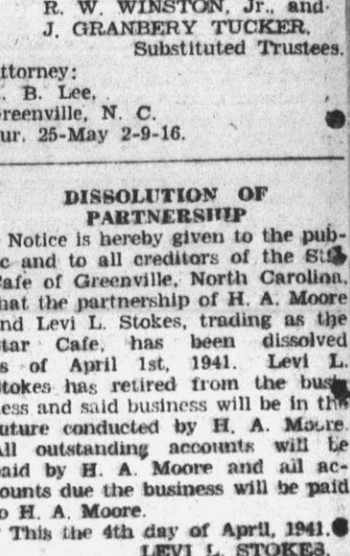 R. W. WINSTON, Jr., and
J. GRANBERY TUCKER,
Substituted Trustees.
ttorney:
. B. Lee,
reenville, N. C.
ur. 25-May 2-9-16.
DISSOLUTION OF
PARTNERSHIP
Notice is hereby given to the pub-
c and to all creditors of the Sta
afe of Greenville, North Carolina,
hat the partnership of H. A. Moore
nd Levi L. Stokes, trading as the
tar Cafe, has been dissolved
s of April 1st, 1941. Levi L.
tokes has retired from the bus
ess and said business will be in the
uture conducted by H. A. Moore.
ll outstanding accounts will be
aid by H. A. Moore and all ac-
ounts due the business will be paid
o H. A. Moore.
This the 4th day of April, 1941.
LEVI L. STOKES,